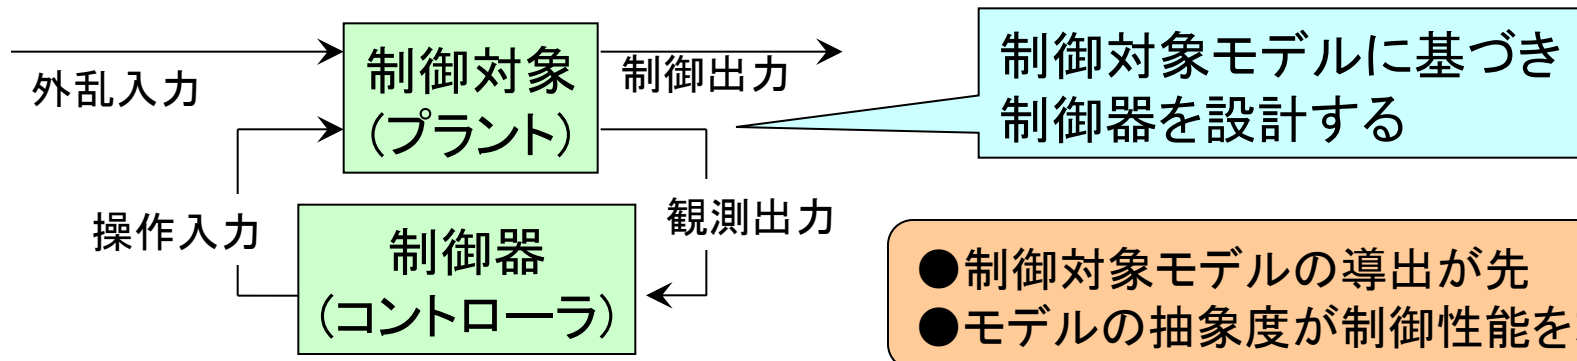 外乱入力
制御対象
(プラント)
制御出力
制御対象モデルに基づき
制御器を設計する
操作入力
観測出力
制御器
(コントローラ)
●制御対象モデルの導出が先
●モデルの抽象度が制御性能を